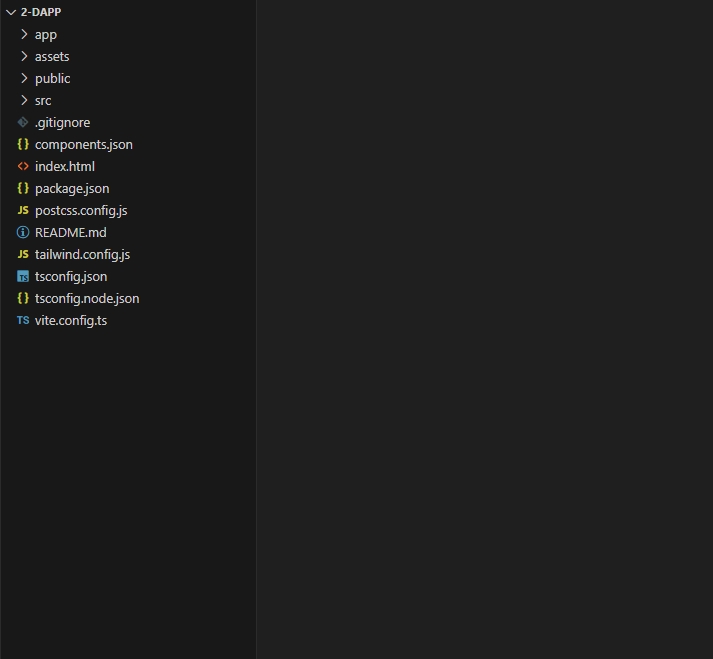 2-DAPP
app
assets
public
src
.gitignore
{} components.json
<> index.html
{} package.json
JS postcss.config.js
README.md
JS tailwind.config.js
TS tsconfig.json
{} tsconfig.node.json
TS vite.config.ts